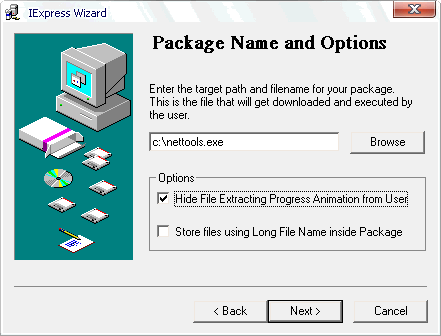 IExpress Wizard
Package Name and Options
Enter the target path and filename for your package.
This is the file that will get downloaded and executed by
the user.
c:\nettools.exe
Browse
Options
Hide File Extracting Progress Animation from User
Store files using Long File Name inside Package
< Back
Next >
Cancel